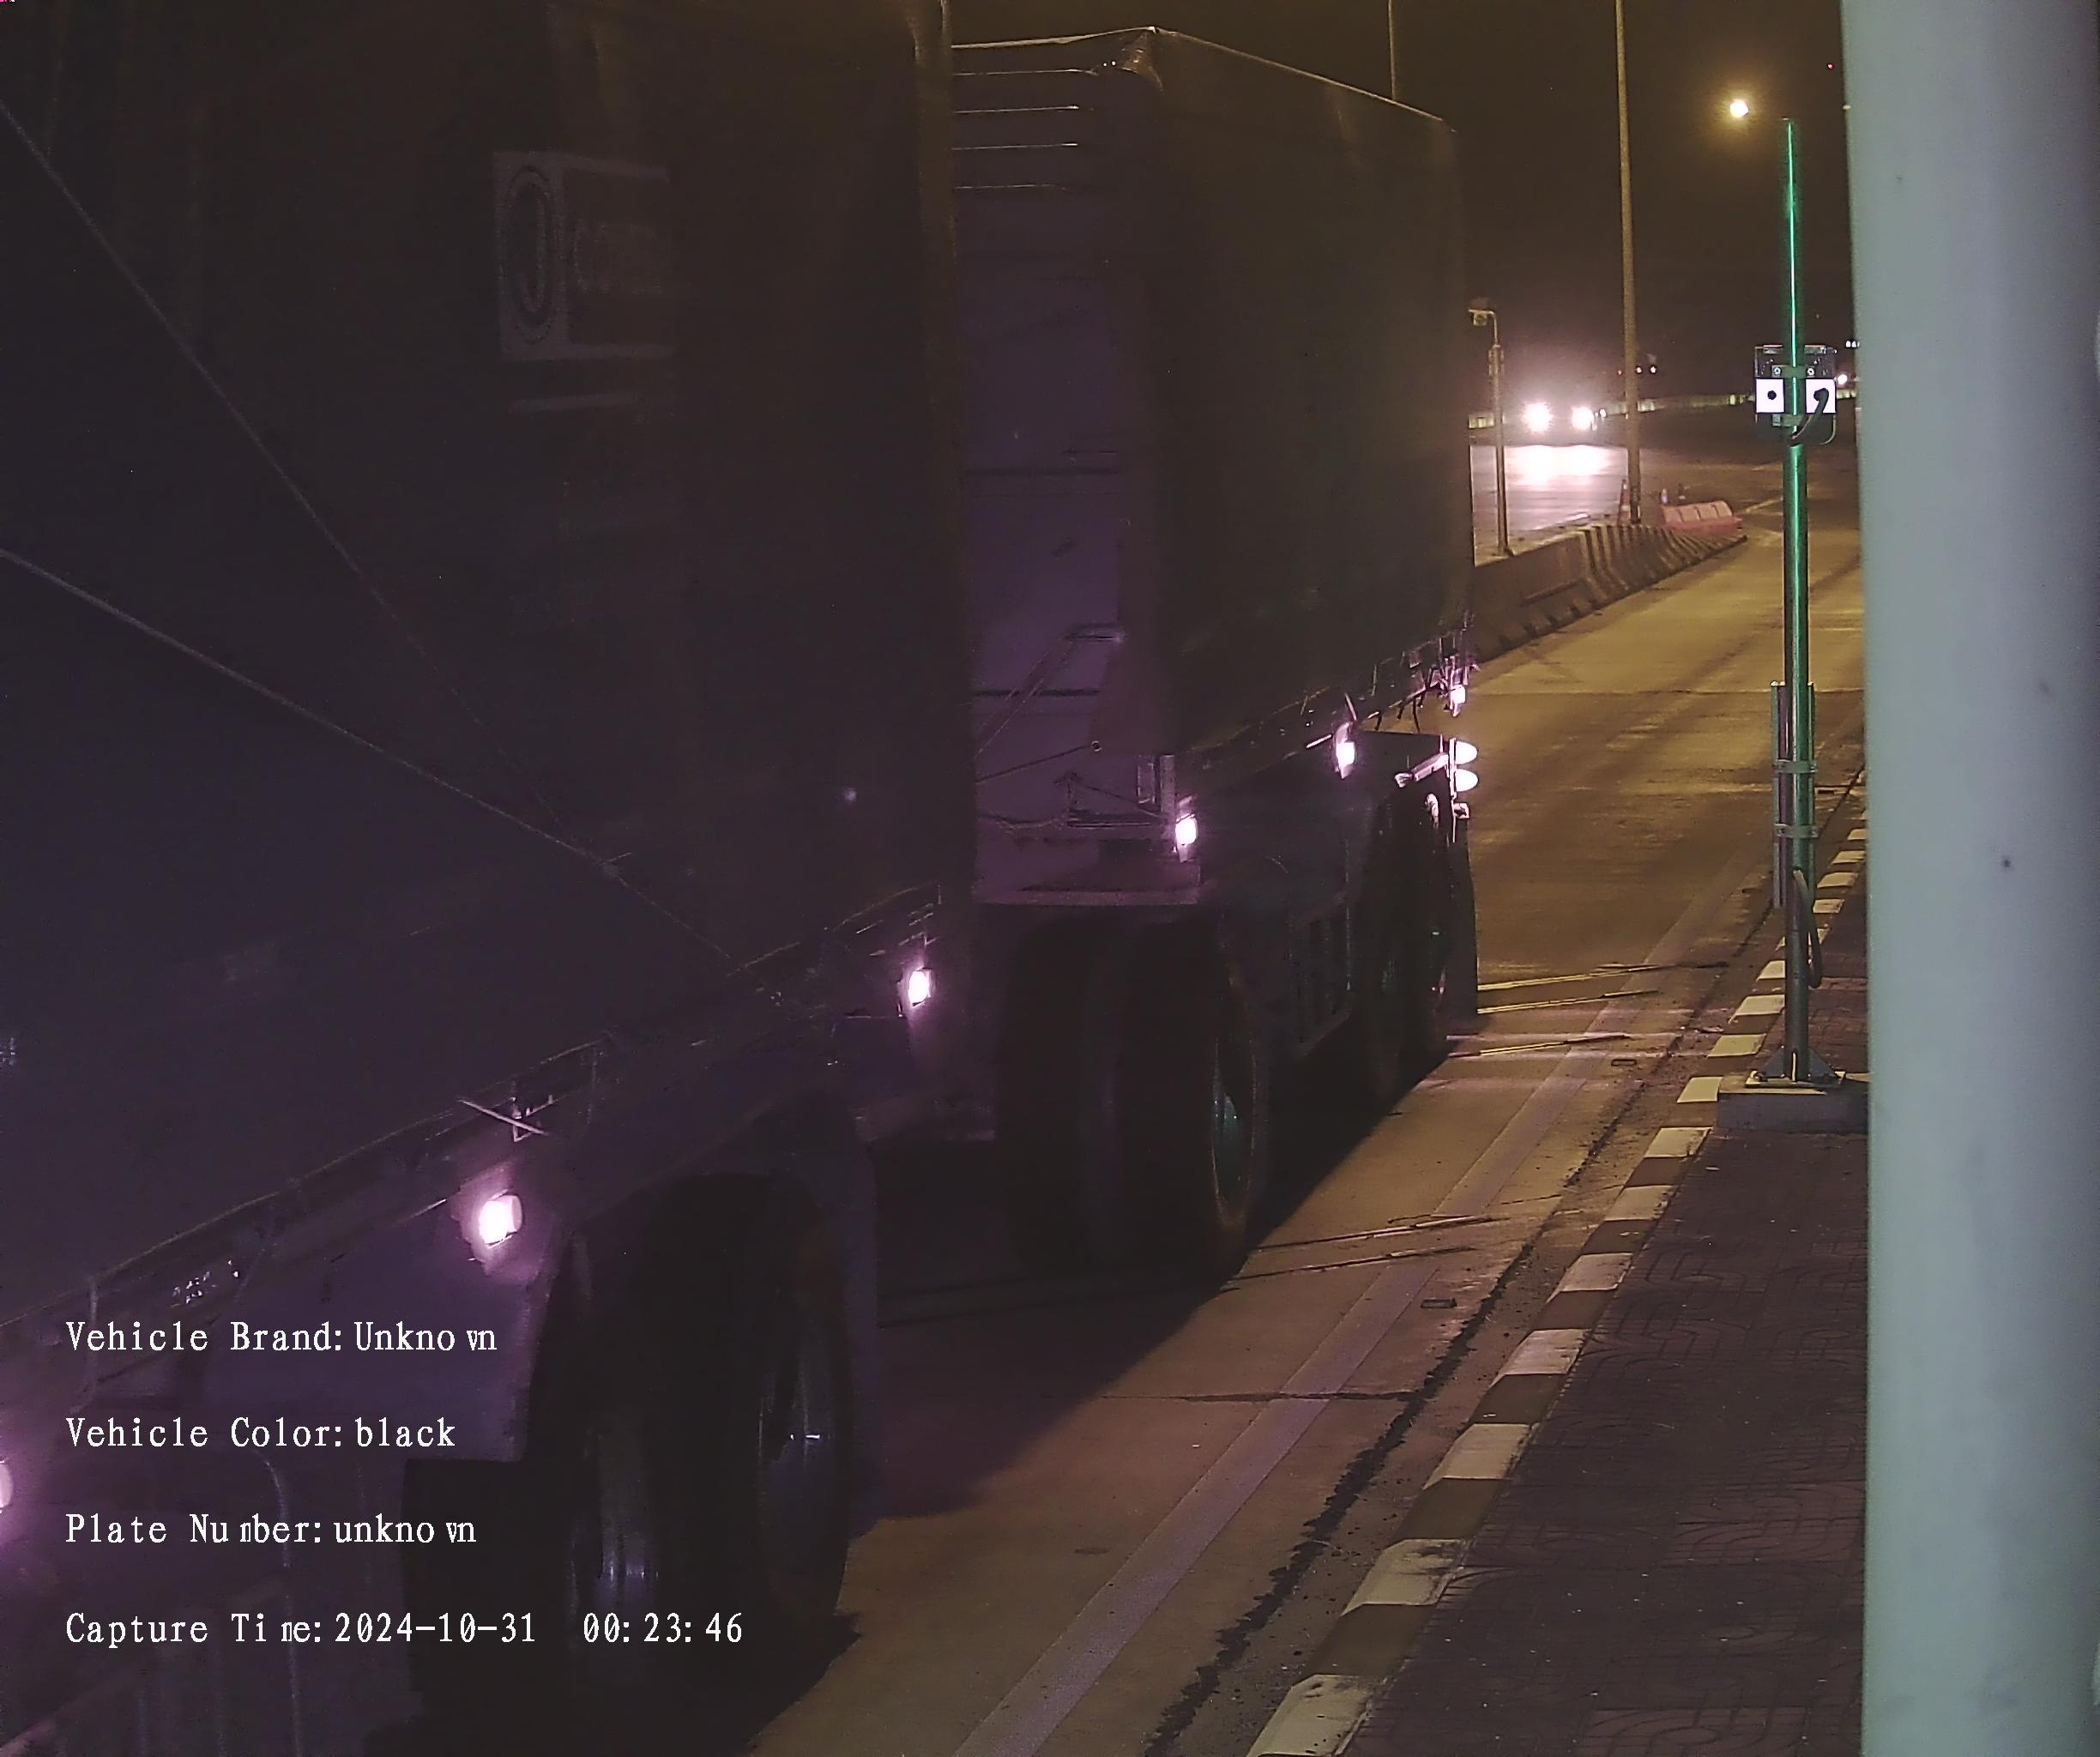 Vehicle Brand:Unknown
Vehicle Color:black
Plate Number:unknown
Capture Time:2024-10-31 00:23:46